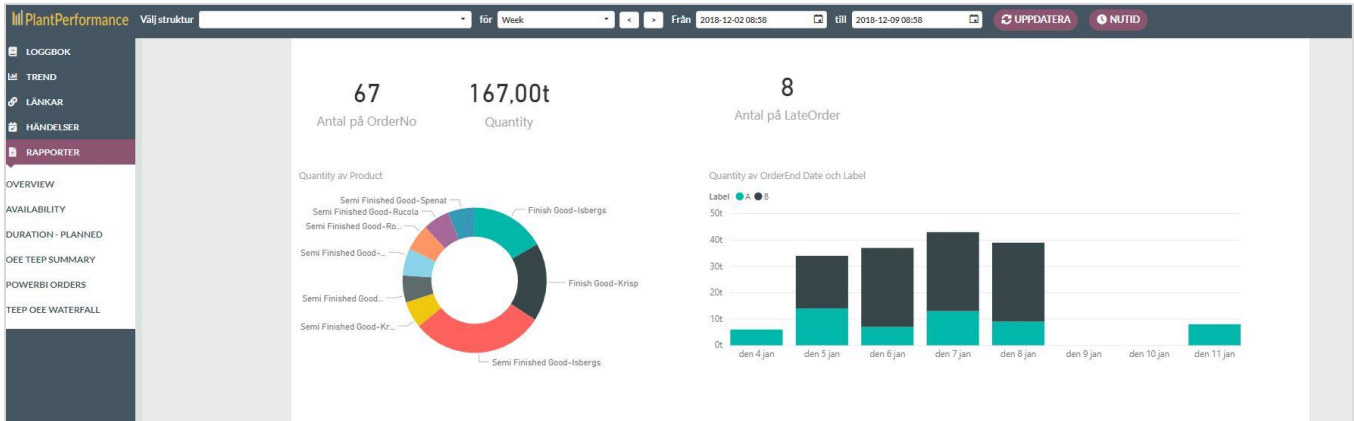 PlantPerformance Välj struktur för Week < > Från 2018-12-02 08:58 till 2018-12-09 08:58 UPPDATERA NUTID
LOGGBOK
TREND
LÄNKAR
HÄNDELSER
RAPPORTER
OVERVIEW
AVAILABILITY
DURATION - PLANNED
OEE TEEP SUMMARY
POWERBI ORDERS
TEEP OEE WATERFALL
67
Antal på OrderNo
167,00t
Quantity
8
Antal på LateOrder
Quantity av Product
Semi Finished Good-Spenat
Semi Finished Good-Rucola
Semi Finished Good-Ro...
Semi Finished Good-...
Semi Finished Good...
Semi Finished Good-Kr...
Finish Good-Isbergs
Finish Good-Krisp
Semi Finished Good-Isbergs
Quantity av OrderEnd Date och Label
Label A B
50t
40t
30t
20t
10t
0t
den 4 jan den 5 jan den 6 jan den 7 jan den 8 jan den 9 jan den 10 jan den 11 jan